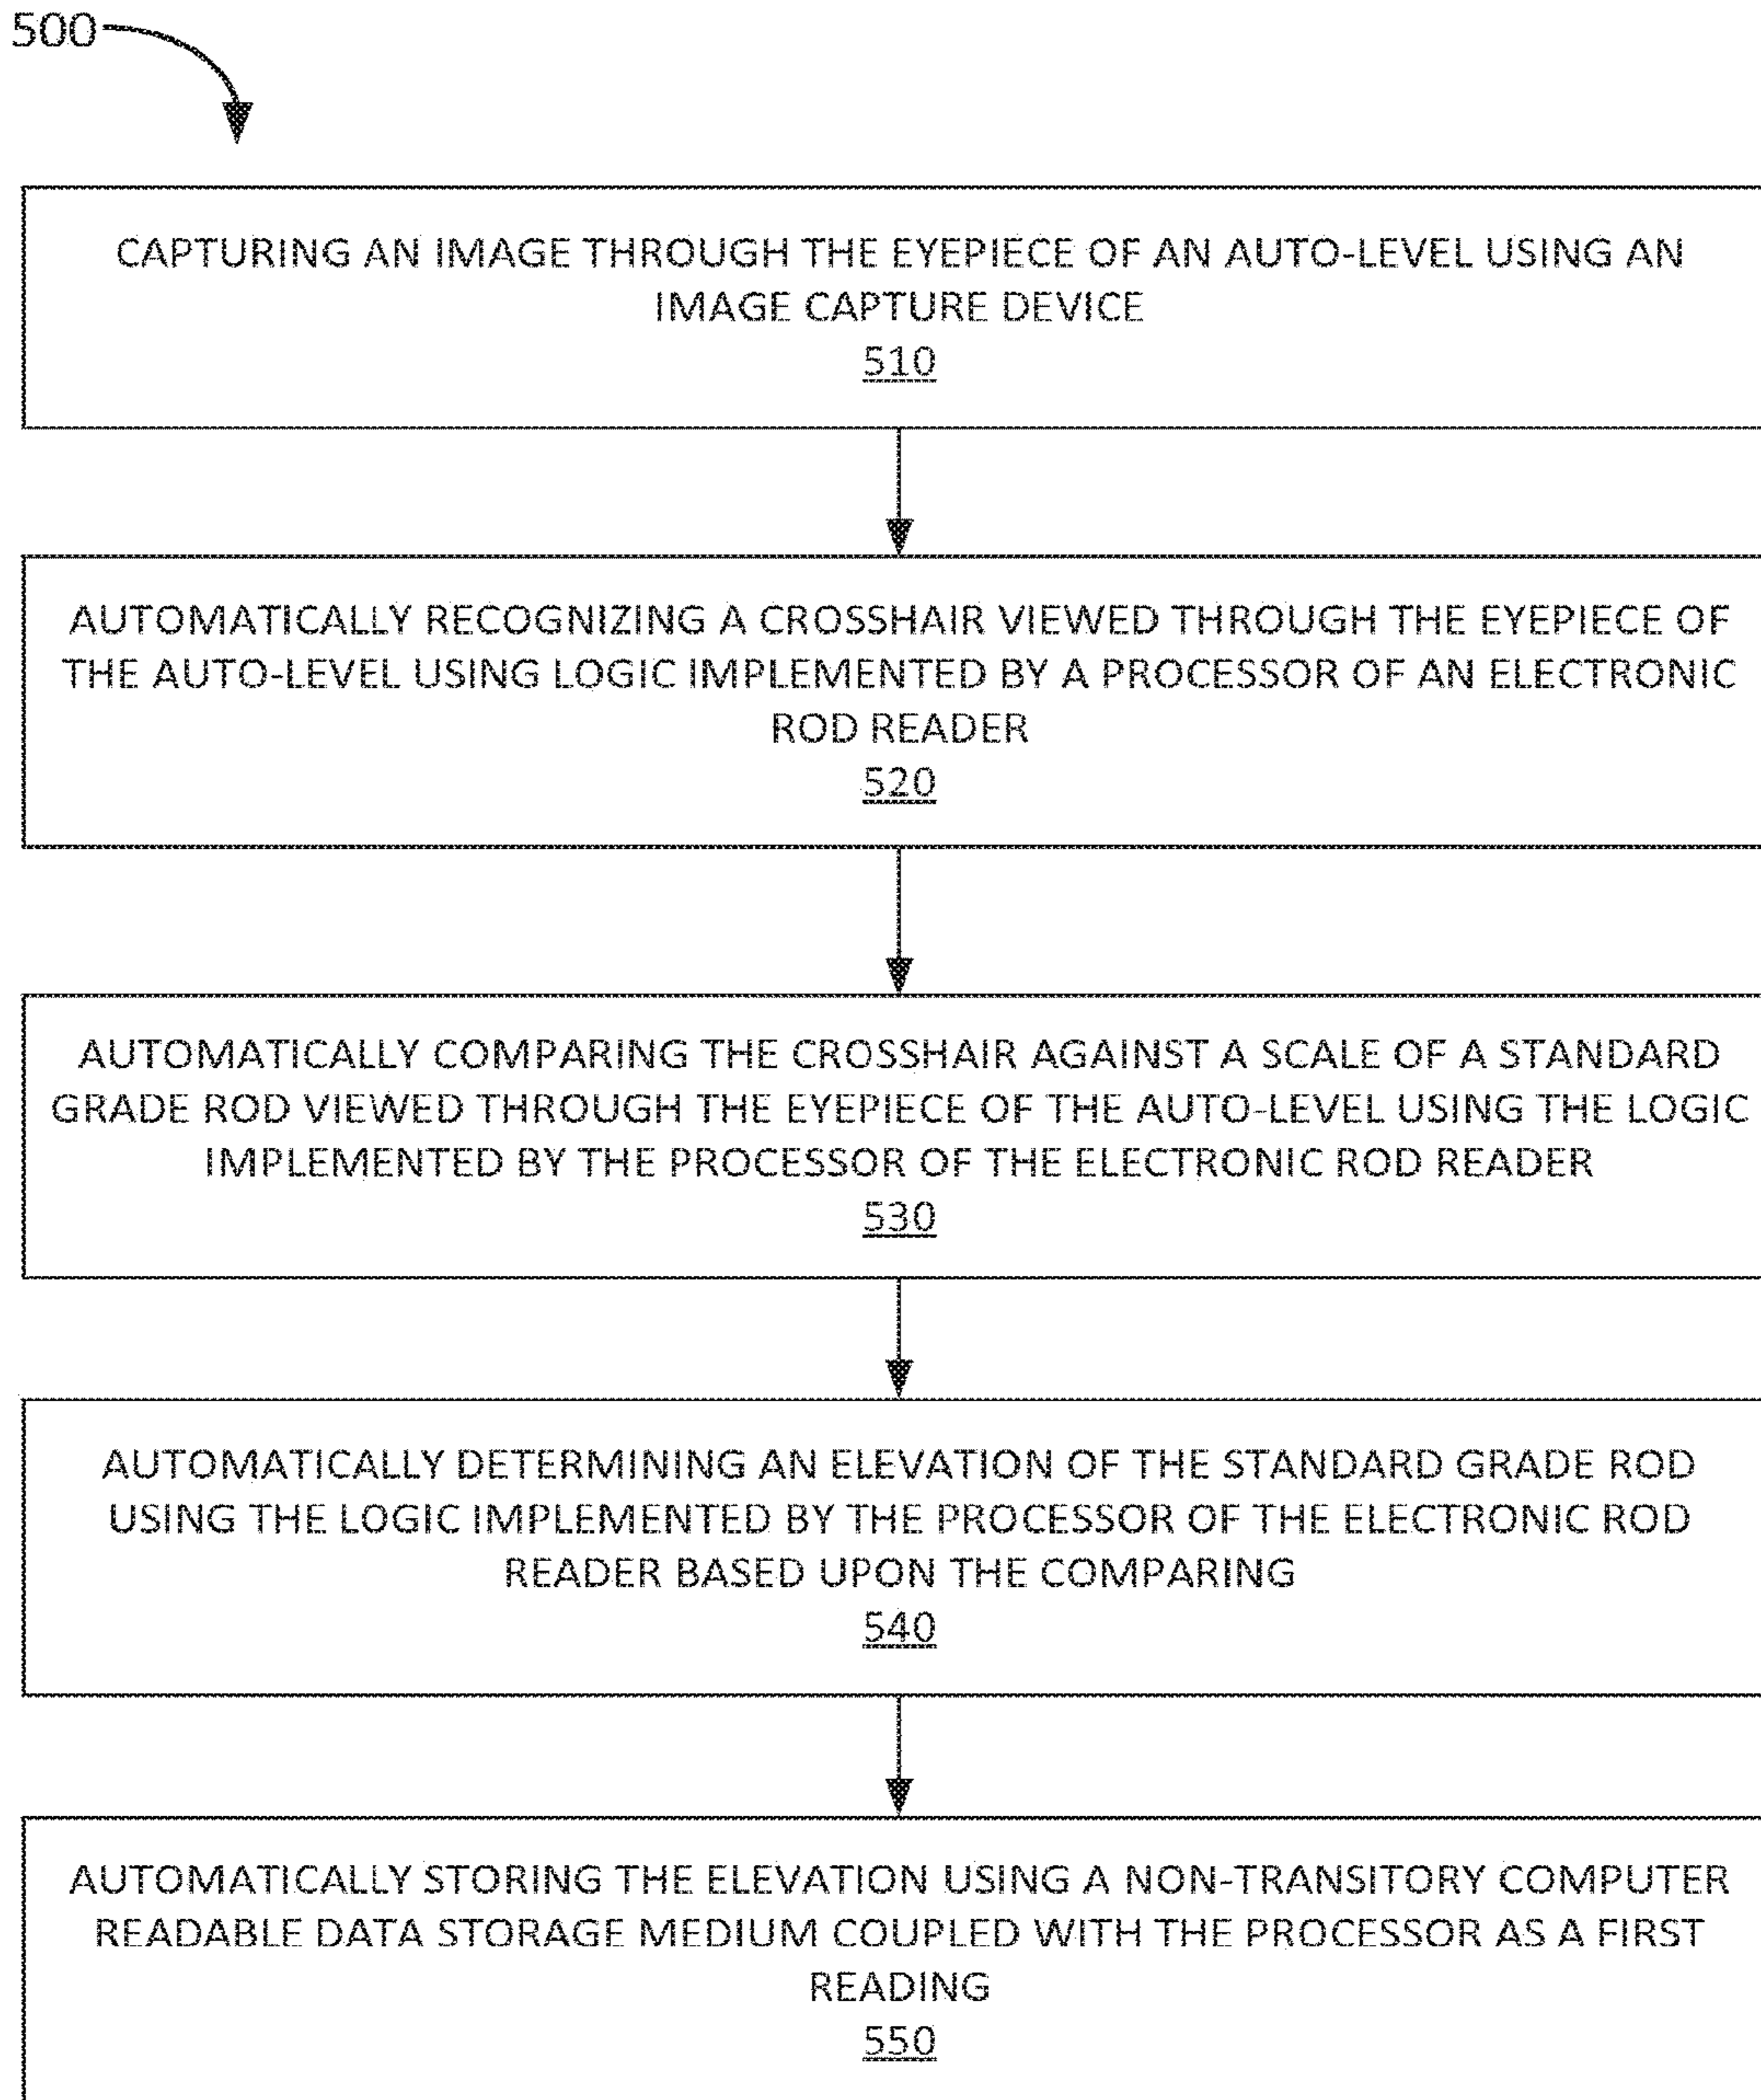 500
CAPTURING AN IMAGE THROUGH THE EYEPIECE OF AN AUTO-LEVEL USING AN
IMAGE CAPTURE DEVICE
510
AUTOMATICALLY RECOGNIZING A CROSSHAIR VIEWED THROUGH THE EYEPIECE OF
THE AUTO-LEVEL USING LOGIC IMPLEMENTED BY A PROCESSOR OF AN ELECTRONIC
ROD READER
520
AUTOMATICALLY COMPARING THE CROSSHAIR AGAINST A SCALE OF A STANDARD
GRADE ROD VIEWED THROUGH THE EYEPIECE OF THE AUTO-LEVEL USING THE LOGIC
IMPLEMENTED BY THE PROCESSOR OF THE ELECTRONIC ROD READER
530
AUTOMATICALLY DETERMINING AN ELEVATION OF THE STANDARD GRADE ROD
USING THE LOGIC IMPLEMENTED BY THE PROCESSOR OF THE ELECTRONIC ROD
READER BASED UPON THE COMPARING
540
AUTOMATICALLY STORING THE ELEVATION USING A NON-TRANSITORY COMPUTER
READABLE DATA STORAGE MEDIUM COUPLED WITH THE PROCESSOR AS A FIRST
READING
550